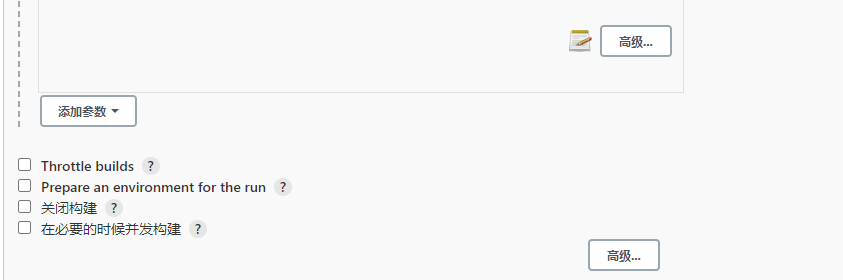 高级...
添加参数
Throttle builds ?
Prepare an environment for the run ?
关闭构建 ?
在必要的时候并发构建 ?
高级...